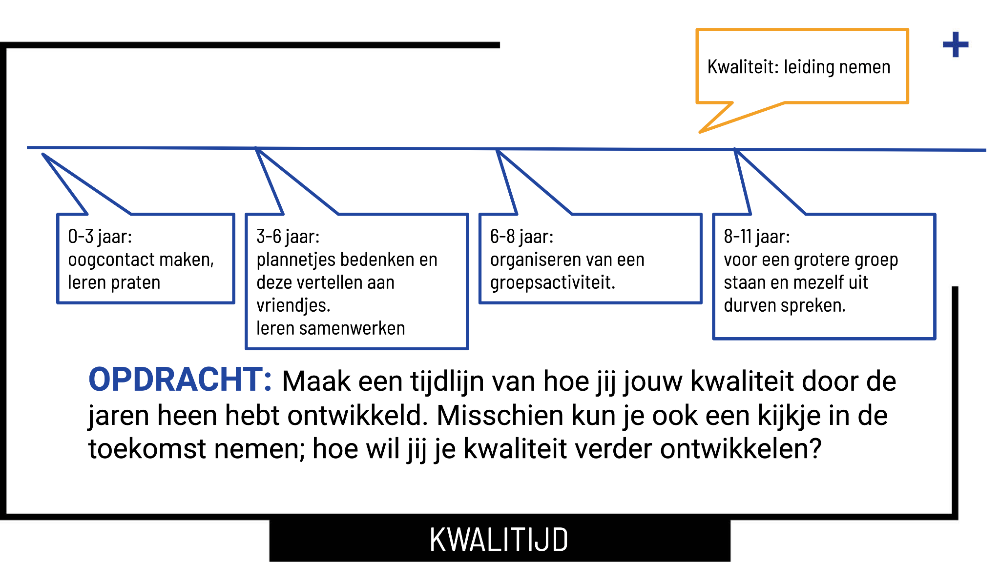 Kwaliteit: leiding nemen
0-3 jaar:
oogcontact maken,
leren praten
3-6 jaar:
plannetjes bedenken en
deze vertellen aan
vriendjes.
leren samenwerken
6-8 jaar:
organiseren van een
groepsactiviteit.
8-11 jaar:
voor een grotere groep
staan en mezelf uit
durven spreken.
OPDRACHT: Maak een tijdlijn van hoe jij jouw kwaliteit door de
jaren heen hebt ontwikkeld. Misschien kun je ook een kijkje in de
toekomst nemen; hoe wil jij je kwaliteit verder ontwikkelen?
KWALITIJD